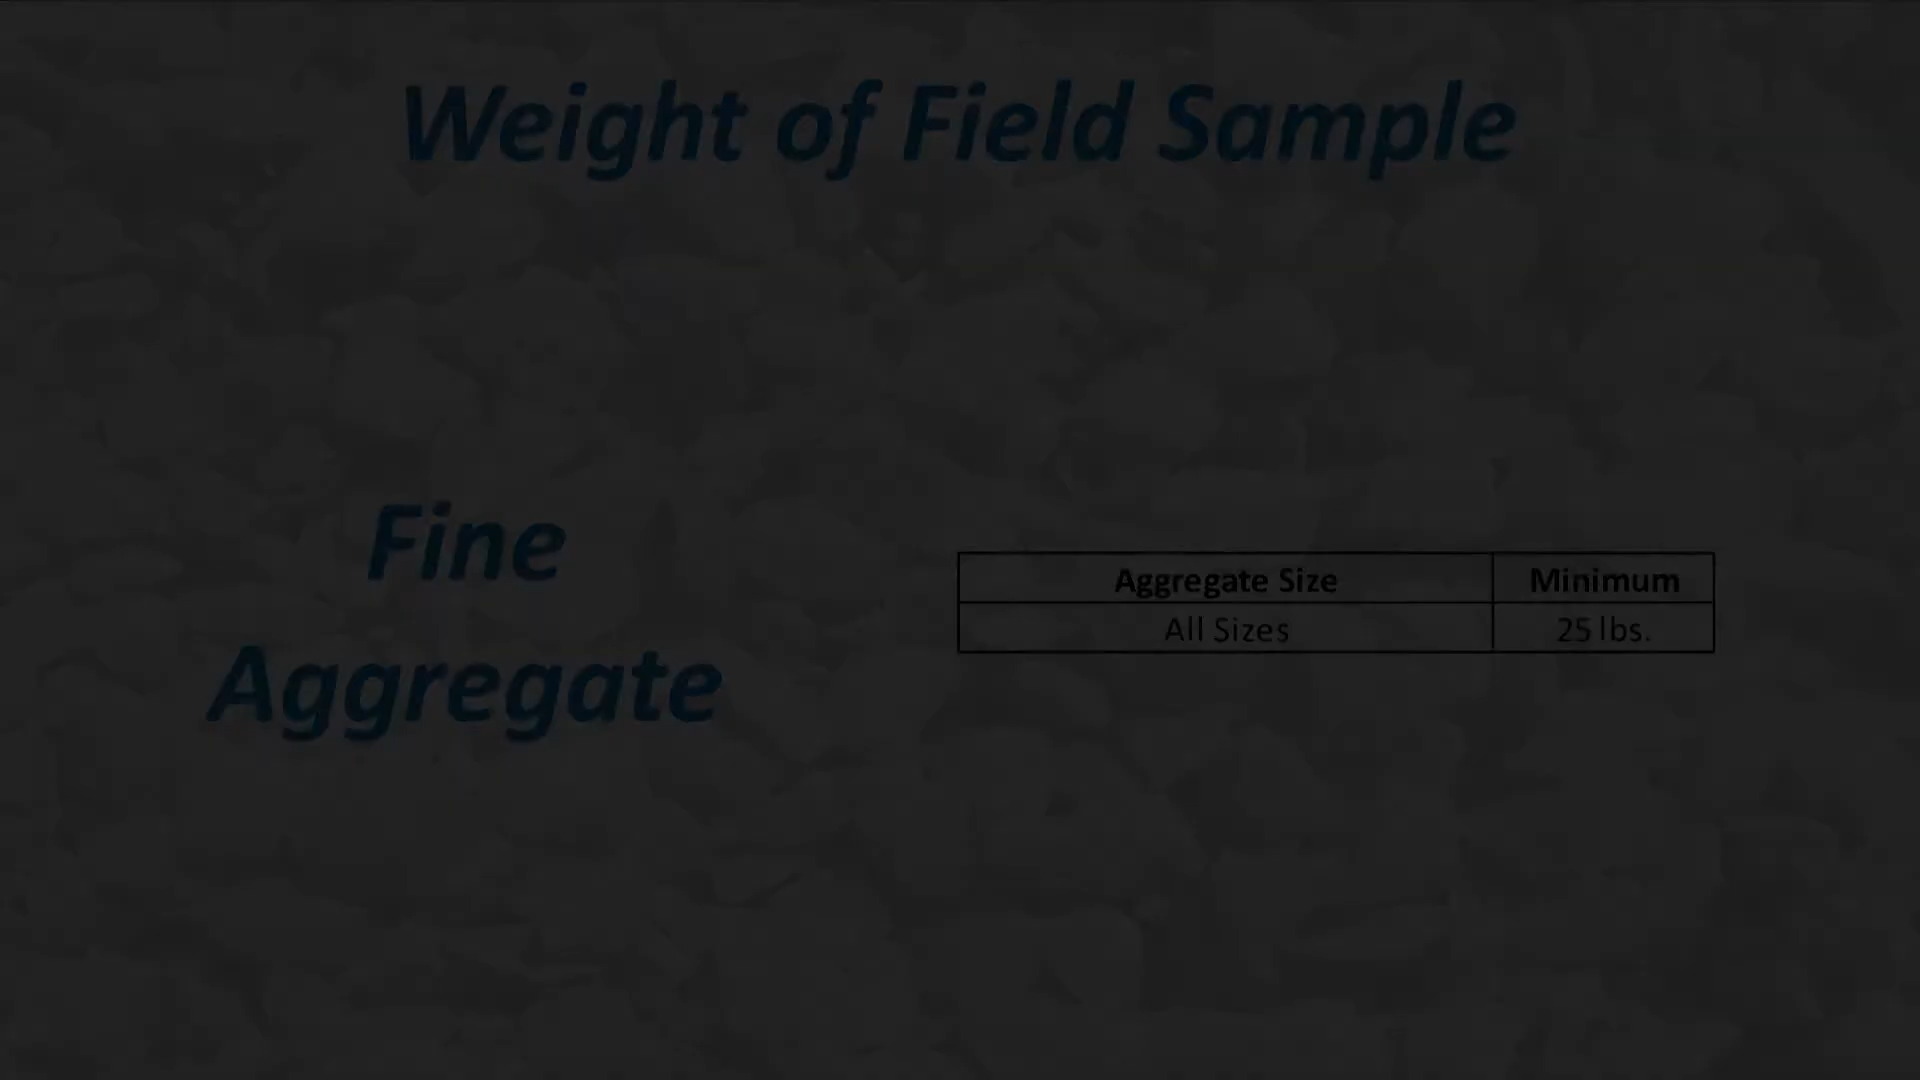 Weight of Field Sample
Fine
Aggregate
Aggregate Size Minimum
All Sizes 25 lbs.